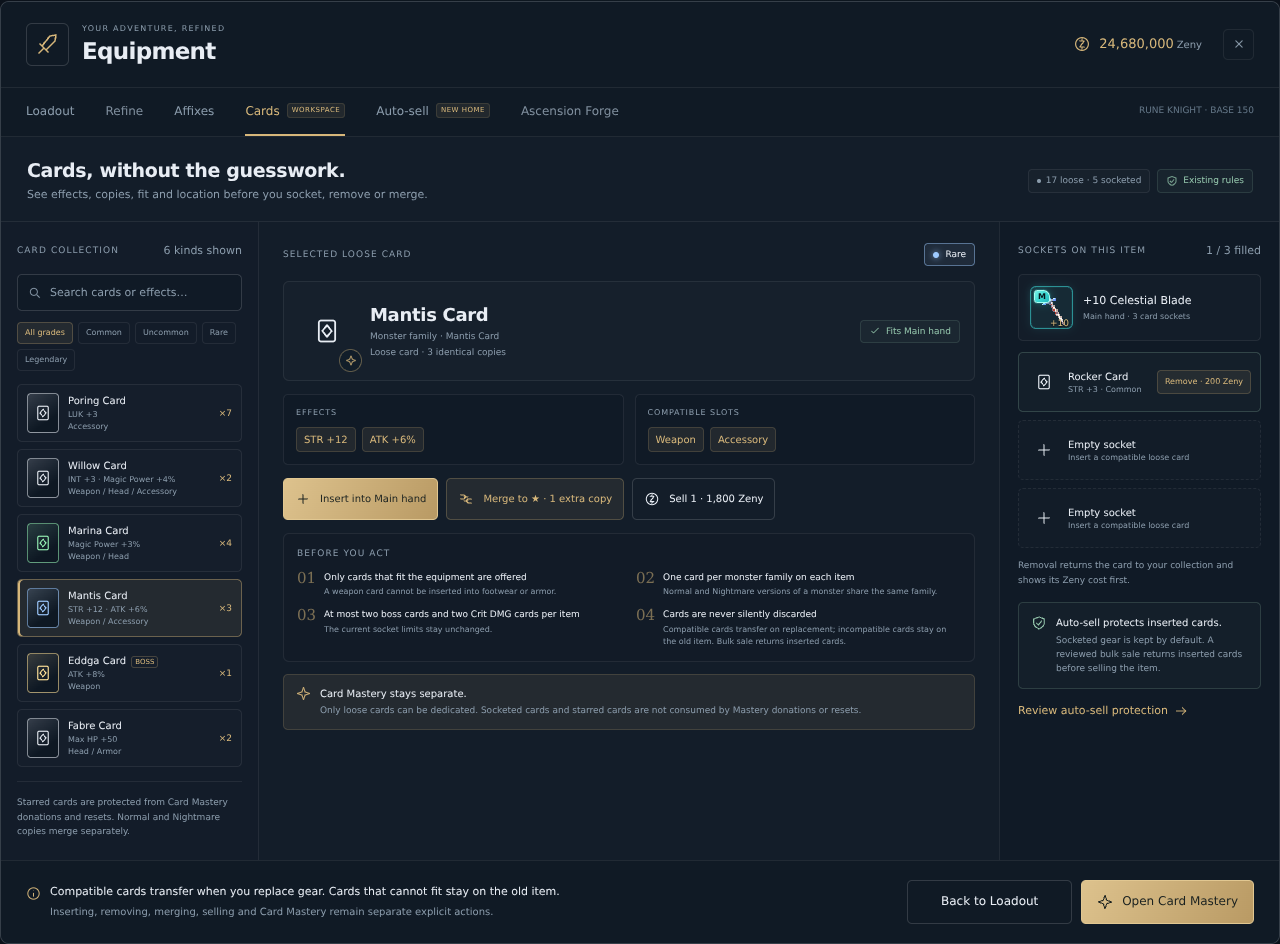 YOUR ADVENTURE, REFINED
Equipment
24,680,000 Zeny
Loadout
Refine
Affixes
Cards WORKSPACE
Auto-sell NEW HOME
Ascension Forge
RUNE KNIGHT · BASE 150
Cards, without the guesswork.
See effects, copies, fit and location before you socket, remove or merge.
17 loose · 5 socketed
Existing rules
CARD COLLECTION
6 kinds shown
Search cards or effects...
All grades
Common
Uncommon
Rare
Legendary
Poring Card
LUK +3
Accessory
×7
Willow Card
INT +3 · Magic Power +4%
Weapon / Head / Accessory
×2
Marina Card
Magic Power +3%
Weapon / Head
×4
Mantis Card
STR +12 · ATK +6%
Weapon / Accessory
×3
Eddga Card BOSS
ATK +8%
Weapon
×1
Fabre Card
Max HP +50
Head / Armor
×2
Starred cards are protected from Card Mastery
donations and resets. Normal and Nightmare
copies merge separately.
SELECTED LOOSE CARD
Rare
Mantis Card
Monster family · Mantis Card
Loose card · 3 identical copies
Fits Main hand
EFFECTS
STR +12
ATK +6%
COMPATIBLE SLOTS
Weapon
Accessory
Insert into Main hand
Merge to ★ · 1 extra copy
Sell 1 · 1,800 Zeny
BEFORE YOU ACT
01 Only cards that fit the equipment are offered
A weapon card cannot be inserted into footwear or armor.
02 One card per monster family on each item
Normal and Nightmare versions of a monster share the same family.
03 At most two boss cards and two Crit DMG cards per item
The current socket limits stay unchanged.
04 Cards are never silently discarded
Compatible cards transfer on replacement; incompatible cards stay on
the old item. Bulk sale returns inserted cards.
Card Mastery stays separate.
Only loose cards can be dedicated. Socketed cards and starred cards are not consumed by Mastery donations or resets.
SOCKETS ON THIS ITEM
1 / 3 filled
M
+10
+10 Celestial Blade
Main hand · 3 card sockets
Rocker Card
STR +3 · Common
Remove · 200 Zeny
Empty socket
Insert a compatible loose card
Empty socket
Insert a compatible loose card
Removal returns the card to your collection and
shows its Zeny cost first.
Auto-sell protects inserted cards.
Socketed gear is kept by default. A
reviewed bulk sale returns inserted cards
before selling the item.
Review auto-sell protection →
Compatible cards transfer when you replace gear. Cards that cannot fit stay on the old item.
Inserting, removing, merging, selling and Card Mastery remain separate explicit actions.
Back to Loadout
Open Card Mastery